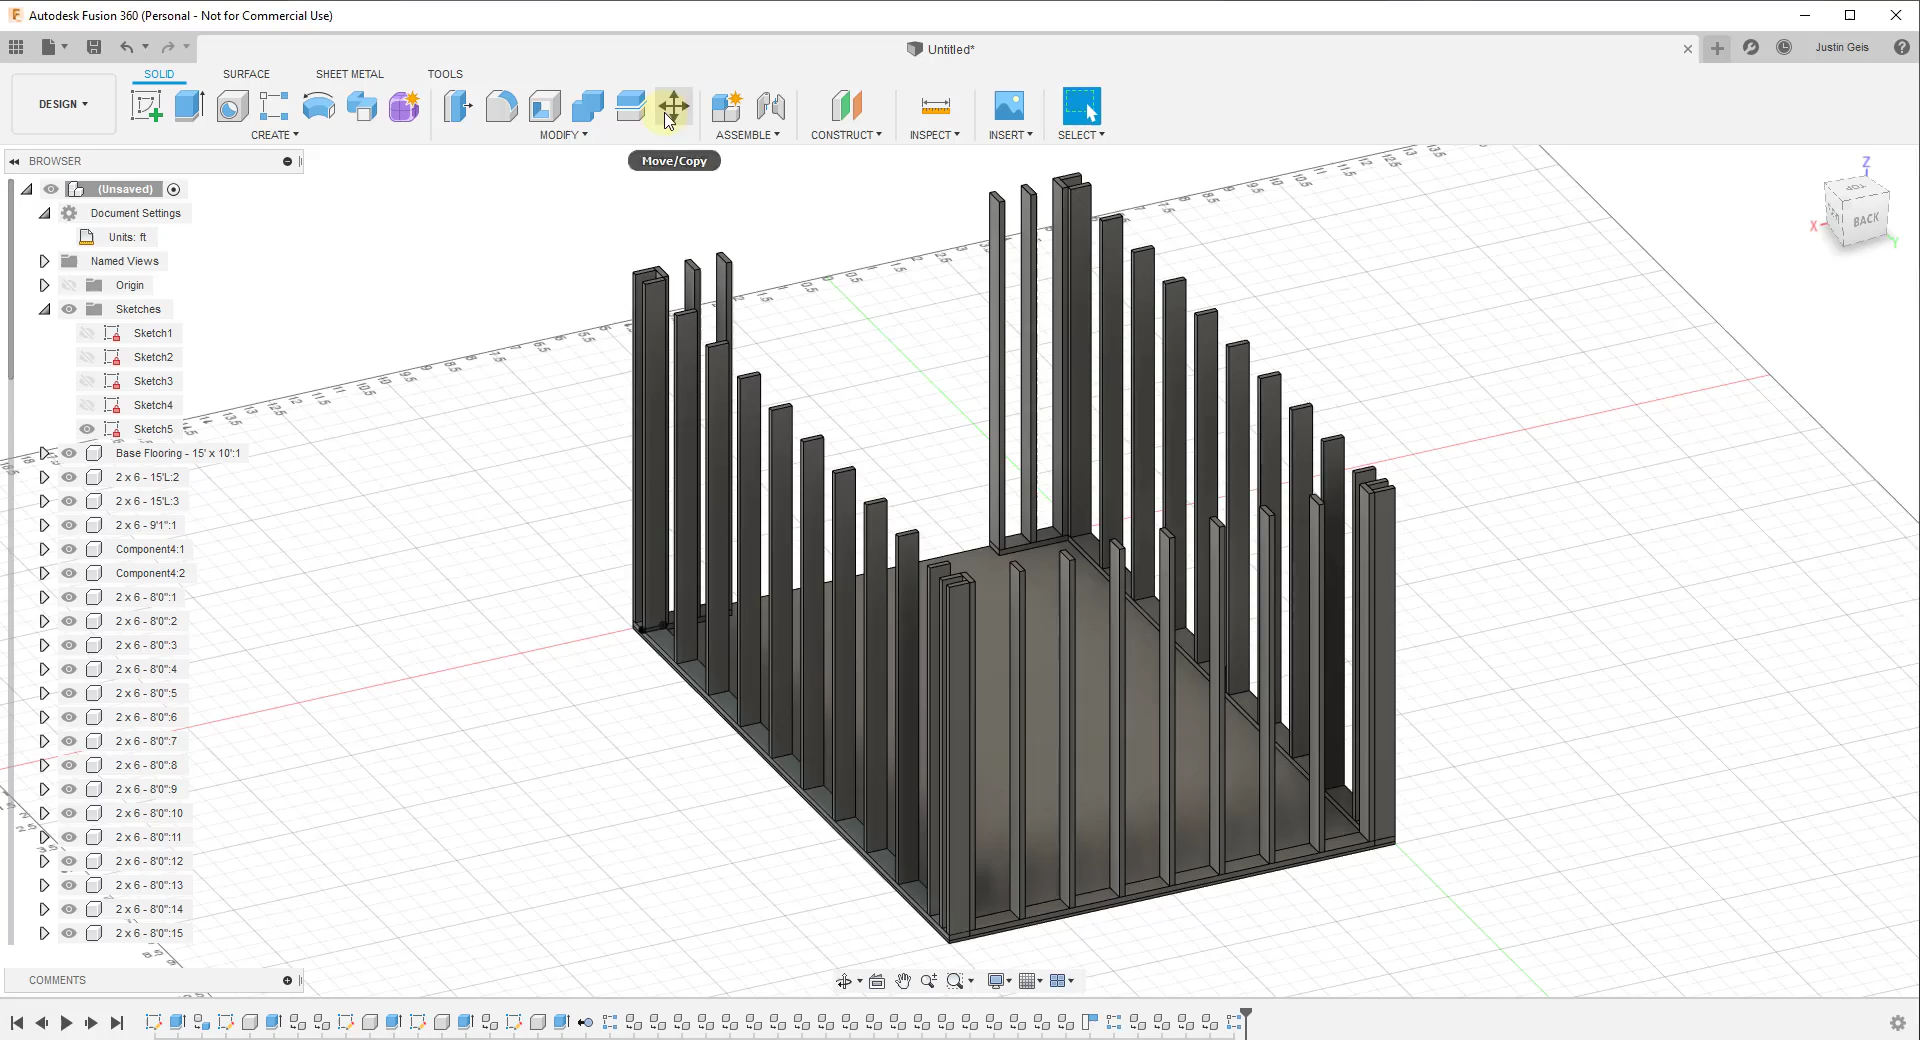 Autodesk Fusion 360 (Personal - Not for Commercial Use)
Untitled*
Justin Geis
SOLID
SURFACE
SHEET METAL
TOOLS
DESIGN
CREATE
MODIFY
ASSEMBLE
CONSTRUCT
INSPECT
INSERT
SELECT
Move/Copy
BROWSER
(Unsaved)
Document Settings
Units: ft
Named Views
Origin
Sketches
Sketch1
Sketch2
Sketch3
Sketch4
Sketch5
Base Flooring - 15' x 10':1
2 x 6 - 15'L:2
2 x 6 - 15'L:3
2 x 6 - 9'1":1
Component4:1
Component4:2
2 x 6 - 8'0":1
2 x 6 - 8'0":2
2 x 6 - 8'0":3
2 x 6 - 8'0":4
2 x 6 - 8'0":5
2 x 6 - 8'0":6
2 x 6 - 8'0":7
2 x 6 - 8'0":8
2 x 6 - 8'0":9
2 x 6 - 8'0":10
2 x 6 - 8'0":11
2 x 6 - 8'0":12
2 x 6 - 8'0":13
2 x 6 - 8'0":14
2 x 6 - 8'0":15
COMMENTS
Z
TOP
BACK
X
Y